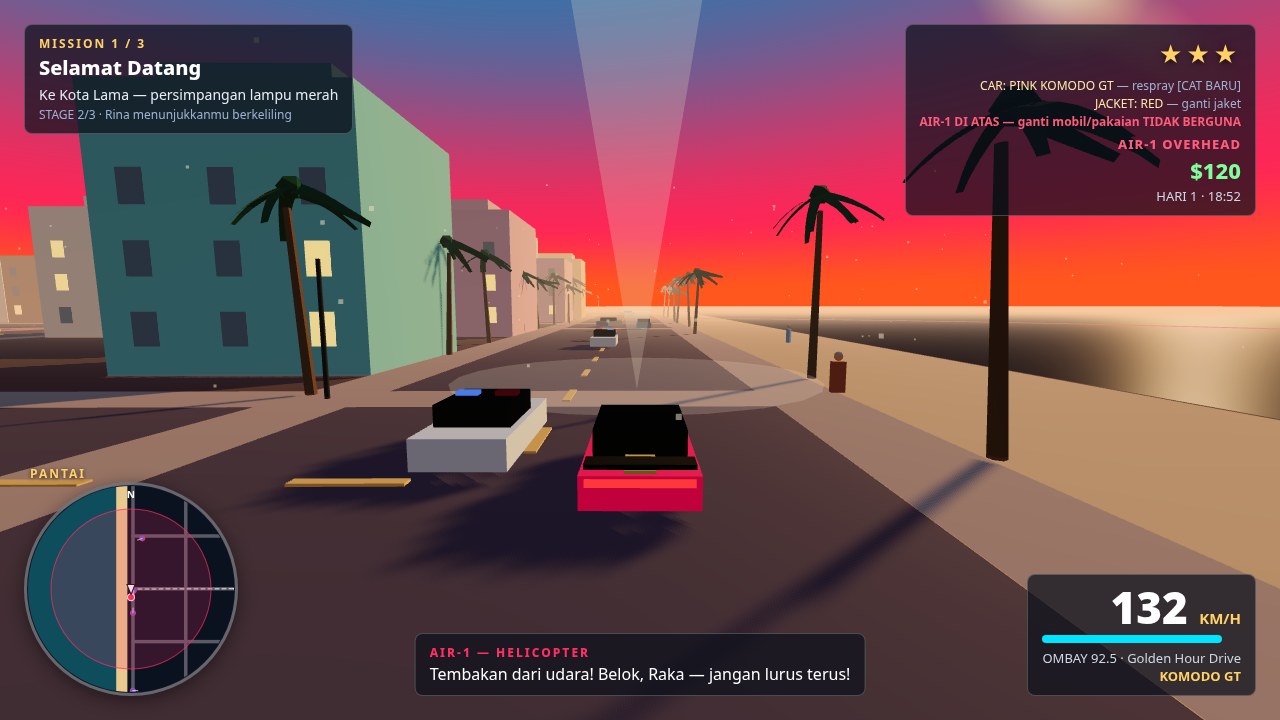 MISSION 1 / 3
Selamat Datang
Ke Kota Lama — persimpangan lampu merah
STAGE 2/3 · Rina menunjukkanmu berkeliling
★ ★ ★
CAR: PINK KOMODO GT — respray [CAT BARU]
JACKET: RED — ganti jaket
AIR-1 DI ATAS — ganti mobil/pakaian TIDAK BERGUNA
AIR-1 OVERHEAD
$120
HARI 1 · 18:52
PANTAI
N
AIR-1 — HELICOPTER
Tembakan dari udara! Belok, Raka — jangan lurus terus!
132 KM/H
OMBAY 92.5 · Golden Hour Drive
KOMODO GT